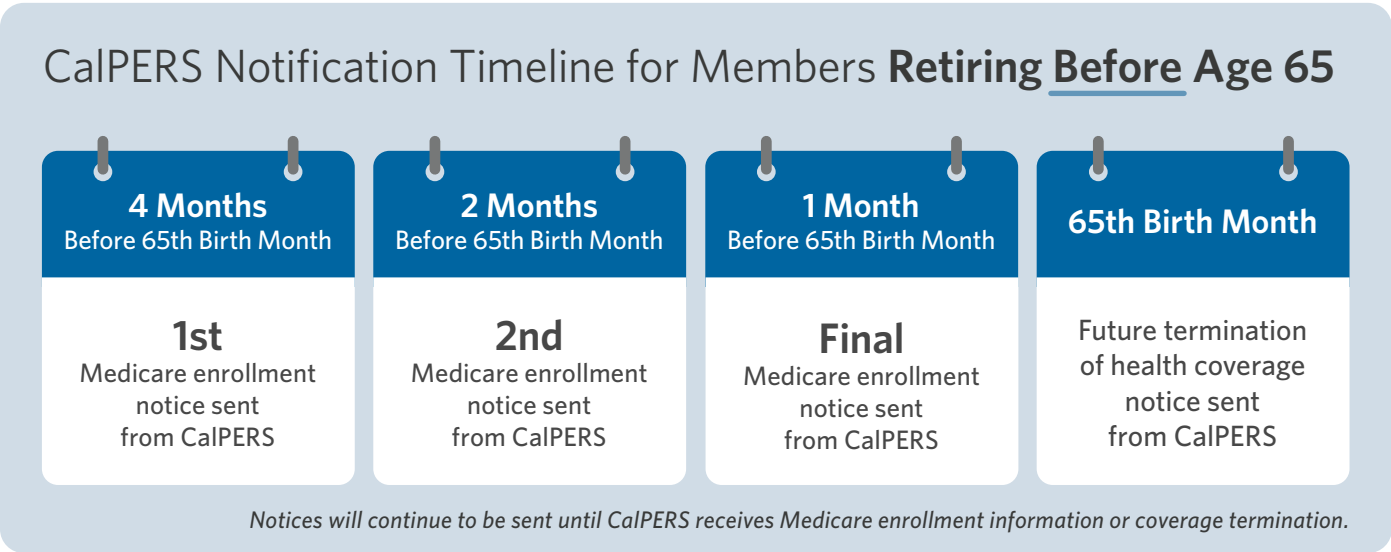 CalPERS Notification Timeline for Members Retiring Before Age 65
4 Months
Before 65th Birth Month
1st
Medicare enrollment
notice sent
from CalPERS
2 Months
Before 65th Birth Month
2nd
Medicare enrollment
notice sent
from CalPERS
1 Month
Before 65th Birth Month
Final
Medicare enrollment
notice sent
from CalPERS
65th Birth Month
Future termination
of health coverage
notice sent
from CalPERS
Notices will continue to be sent until CalPERS receives Medicare enrollment information or coverage termination.